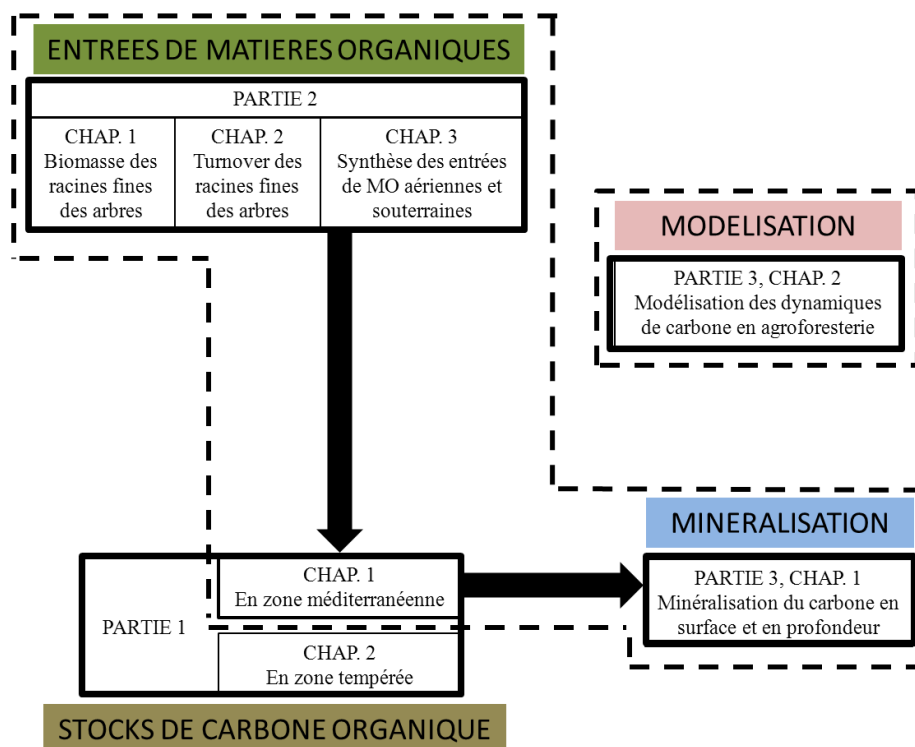 ENTREES DE MATIERES ORGANIQUES
PARTIE 2
CHAP. 1
Biomasse des
racines fines
des arbres
CHAP. 2
Turnover des
racines fines
des arbres
CHAP. 3
Synthèse des entrées
de MO aériennes et
souterraines
MODELISATION
PARTIE 3, CHAP. 2
Modélisation des dynamiques
de carbone en agroforesterie
MINERALISATION
PARTIE 3, CHAP. 1
Minéralisation du carbone en
surface et en profondeur
PARTIE 1
CHAP. 1
En zone méditerranéenne
CHAP. 2
En zone tempérée
STOCKS DE CARBONE ORGANIQUE